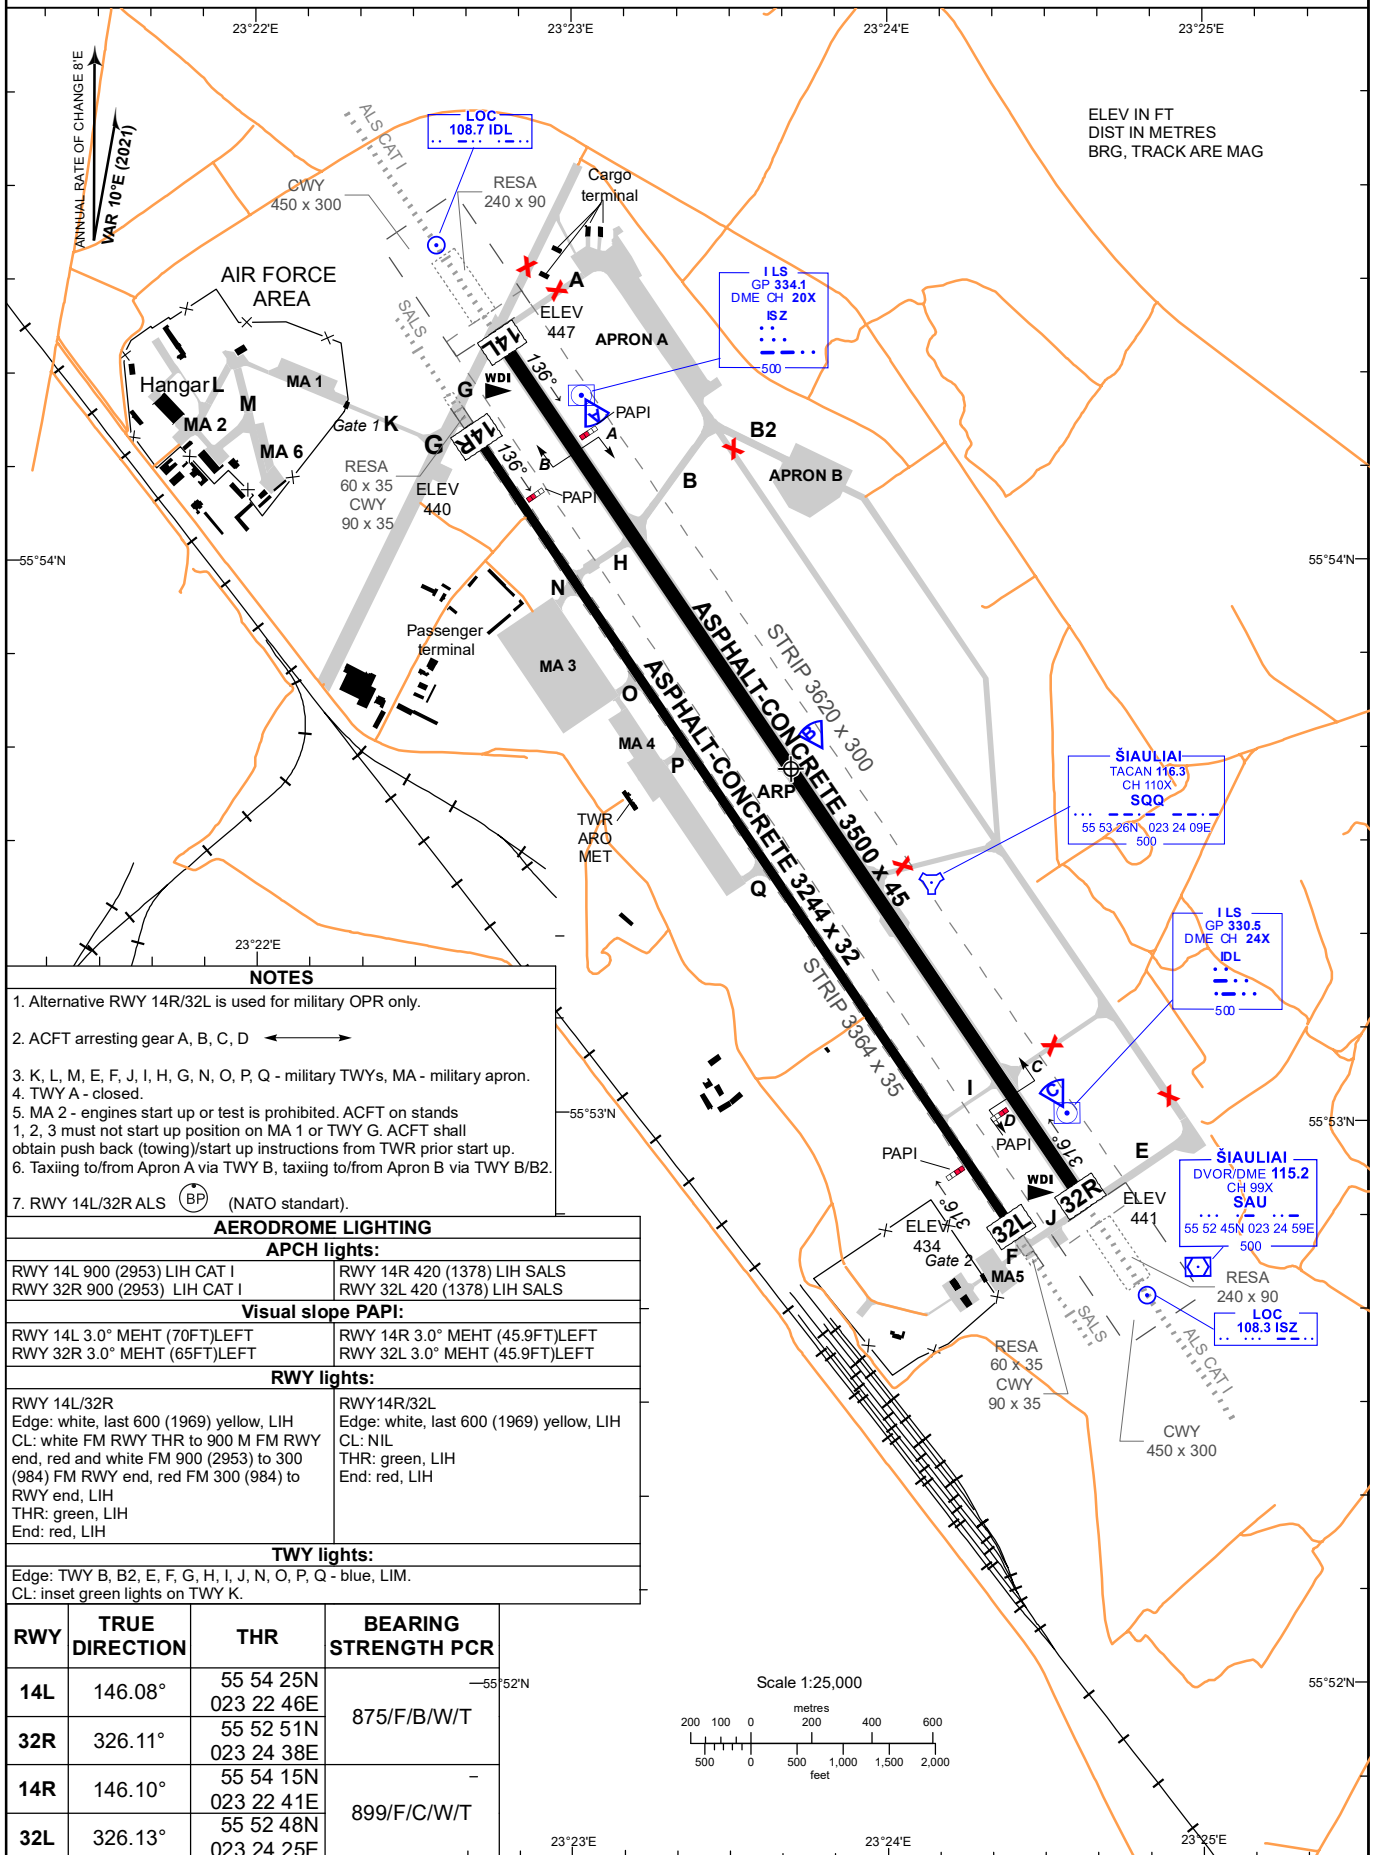 23°22'E
23°23'E
23°24'E
23°25'E
ANNUAL RATE OF CHANGE 8'E
VAR 10°E (2021)
ELEV IN FT
DIST IN METRES
BRG, TRACK ARE MAG
ALS CAT I
LOC
108.7 IDL
CWY
450 x 300
RESA
240 x 90
Cargo
terminal
AIR FORCE
AREA
SALS
A
ELEV
447
APRON A
I LS
GP 334.1
DME CH 20X
ISZ
500
14L
136°
WDI
G
A
PAPI
A
B
Hangar
L
M
MA 1
MA 2
Gate 1
K
MA 6
G
14R
136°
PAPI
RESA
60 x 35
CWY
90 x 35
ELEV
440
B2
B
APRON B
55°54'N
55°54'N
H
N
Passenger
terminal
MA 3
O
MA 4
P
ASPHALT-CONCRETE 3500 x 45
STRIP 3620 x 300
ASPHALT-CONCRETE 3244 x 32
STRIP 3364 x 35
B
ARP
TWR
ARO
MET
Q
ŠIAULIAI
TACAN 116.3
CH 110X
SQQ
55 53 26N 023 24 09E
500
I LS
GP 330.5
DME CH 24X
IDL
500
23°22'E
NOTES
1. Alternative RWY 14R/32L is used for military OPR only.
2. ACFT arresting gear A, B, C, D
3. K, L, M, E, F, J, I, H, G, N, O, P, Q - military TWYs, MA - military apron.
4. TWY A - closed.
5. MA 2 - engines start up or test is prohibited. ACFT on stands
1, 2, 3 must not start up position on MA 1 or TWY G. ACFT shall
obtain push back (towing)/start up instructions from TWR prior start up.
6. Taxiing to/from Apron A via TWY B, taxiing to/from Apron B via TWY B/B2.
7. RWY 14L/32R ALS BP (NATO standart).
55°53'N
55°53'N
I
C
C
D
PAPI
PAPI
316°
316°
E
WDI
32R
32L
J
F
ELEV
441
ELEV
434
Gate 2
MA5
ŠIAULIAI
DVOR/DME 115.2
CH 99X
SAU
55 52 45N 023 24 59E
500
RESA
240 x 90
LOC
108.3 ISZ
SALS
ALS CAT I
RESA
60 x 35
CWY
90 x 35
CWY
450 x 300
AERODROME LIGHTING
APCH lights:
RWY 14L 900 (2953) LIH CAT I
RWY 32R 900 (2953) LIH CAT I
RWY 14R 420 (1378) LIH SALS
RWY 32L 420 (1378) LIH SALS
Visual slope PAPI:
RWY 14L 3.0° MEHT (70FT)LEFT
RWY 32R 3.0° MEHT (65FT)LEFT
RWY 14R 3.0° MEHT (45.9FT)LEFT
RWY 32L 3.0° MEHT (45.9FT)LEFT
RWY lights:
RWY 14L/32R
Edge: white, last 600 (1969) yellow, LIH
CL: white FM RWY THR to 900 M FM RWY
end, red and white FM 900 (2953) to 300
(984) FM RWY end, red FM 300 (984) to
RWY end, LIH
THR: green, LIH
End: red, LIH
RWY14R/32L
Edge: white, last 600 (1969) yellow, LIH
CL: NIL
THR: green, LIH
End: red, LIH
TWY lights:
Edge: TWY B, B2, E, F, G, H, I, J, N, O, P, Q - blue, LIM.
CL: inset green lights on TWY K.
RWY
TRUE
DIRECTION
THR
BEARING
STRENGTH PCR
14L
146.08°
55 54 25N
023 22 46E
875/F/B/W/T
32R
326.11°
55 52 51N
023 24 38E
14R
146.10°
55 54 15N
023 22 41E
899/F/C/W/T
32L
326.13°
55 52 48N
023 24 25E
55°52'N
55°52'N
Scale 1:25,000
metres
200 100 0 200 400 600
500 0 500 1,000 1,500 2,000
feet
23°23'E
23°24'E
23°25'E